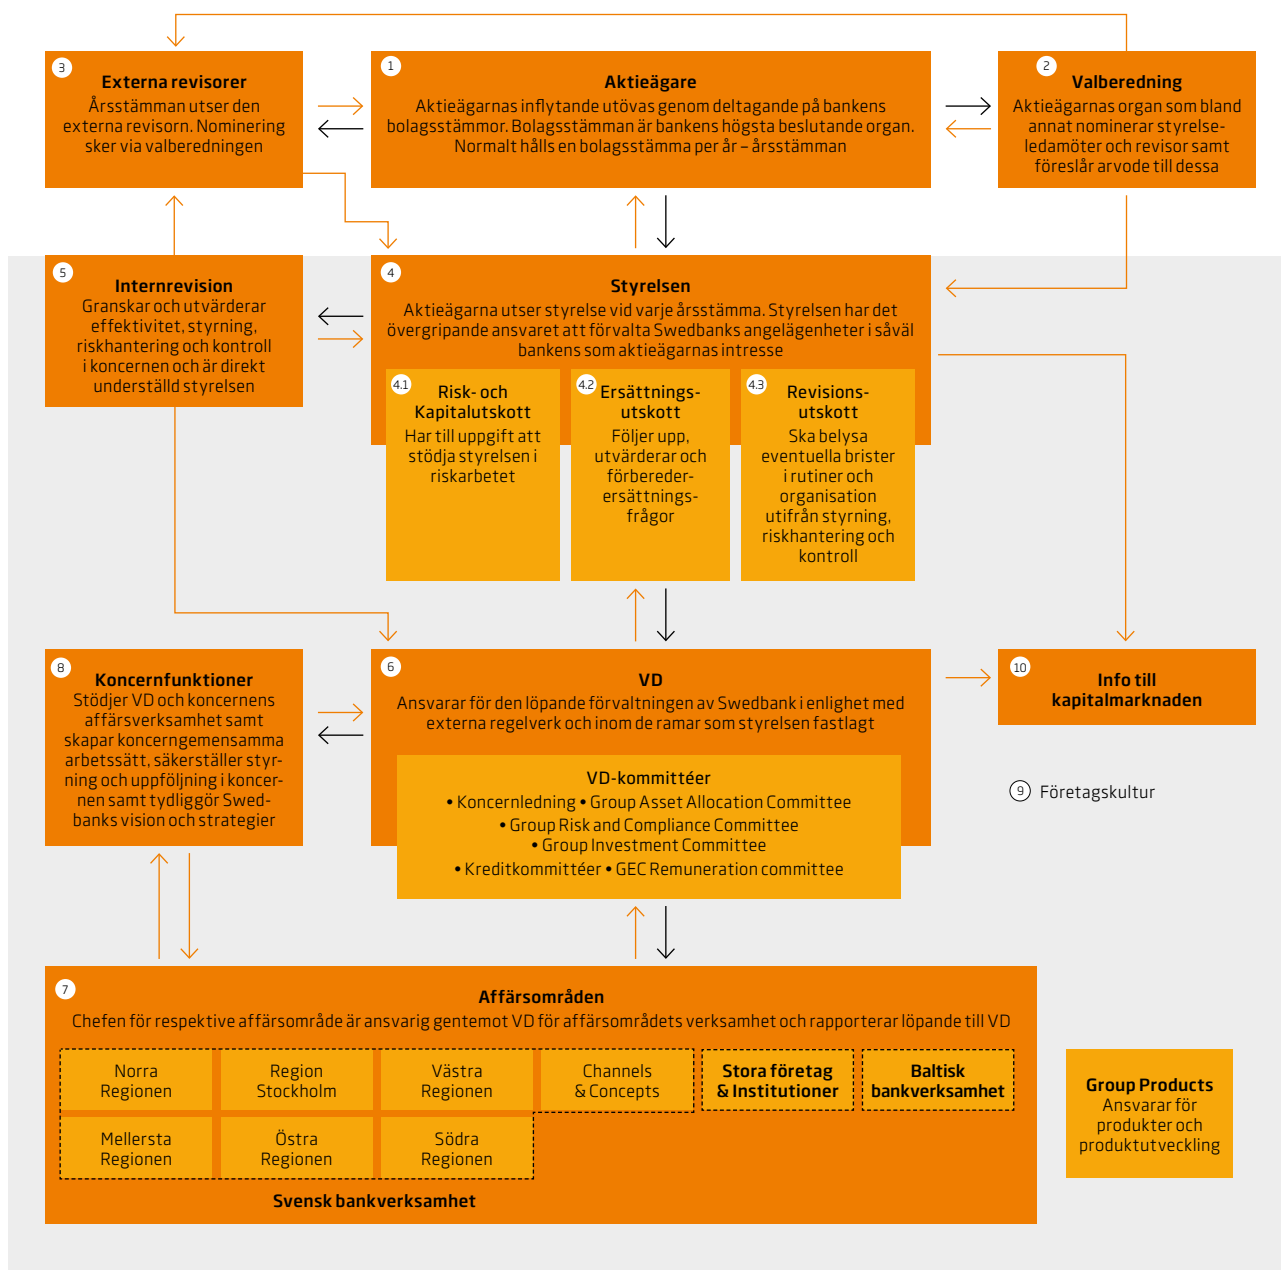 3
Externa revisorer
Årsstämman utser den
externa revisorn. Nominering
sker via valberedningen
1
Aktieägare
Aktieägarnas inflytande utövas genom deltagande på bankens
bolagsstämmor. Bolagsstämman är bankens högsta beslutande organ.
Normalt hålls en bolagsstämma per år – årsstämman
2
Valberedning
Aktieägarnas organ som bland
annat nominerar styrelse-
ledamöter och revisor samt
föreslår arvode till dessa
5
Internrevision
Granskar och utvärderar
effektivitet, styrning,
riskhantering och kontroll
i koncernen och är direkt
underställd styrelsen
4
Styrelsen
Aktieägarna utser styrelse vid varje årsstämma. Styrelsen har det
övergripande ansvaret att förvalta Swedbanks angelägenheter i såväl
bankens som aktieägarnas intresse
4.1
Risk- och
Kapitalutskott
Har till uppgift att
stödja styrelsen i
riskarbetet
4.2
Ersättnings-
utskott
Följer upp,
utvärderar och
förbereder-
ersättnings-
frågor
4.3
Revisions-
utskott
Ska belysa
eventuella brister
i rutiner och
organisation
utifrån styrning,
riskhantering och
kontroll
8
Koncernfunktioner
Stödjer VD och koncernens
affärsverksamhet samt
skapar koncerngemensamma
arbetssätt, säkerställer styr-
ning och uppföljning i koncer-
nen samt tydliggör Swed-
banks vision och strategier
6
VD
Ansvarar för den löpande förvaltningen av Swedbank i enlighet med
externa regelverk och inom de ramar som styrelsen fastlagt
VD-kommittéer
• Koncernledning • Group Asset Allocation Committee
• Group Risk and Compliance Committee
• Group Investment Committee
• Kreditkommittéer • GEC Remuneration committee
10
Info till
kapitalmarknaden
9 Företagskultur
7
Affärsområden
Chefen för respektive affärsområde är ansvarig gentemot VD för affärsområdets verksamhet och rapporterar löpande till VD
Norra
Regionen
Region
Stockholm
Västra
Regionen
Channels
& Concepts
Stora företag
& Institutioner
Baltisk
bankverksamhet
Mellersta
Regionen
Östra
Regionen
Södra
Regionen
Svensk bankverksamhet
Group Products
Ansvarar för
produkter och
produktutveckling